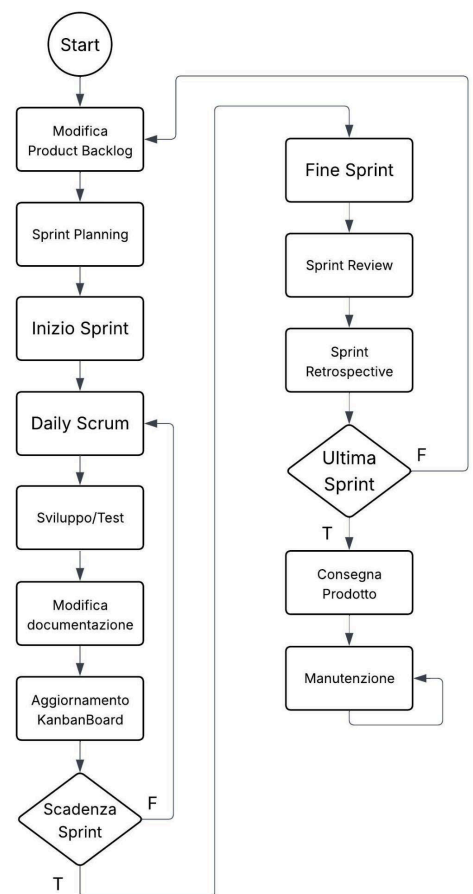 Start
Modifica
Product Backlog
Sprint Planning
Inizio Sprint
Daily Scrum
Sviluppo/Test
Modifica
documentazione
Aggiornamento
KanbanBoard
Scadenza
Sprint
F
T
Fine Sprint
Sprint Review
Sprint
Retrospective
Ultima
Sprint
F
T
Consegna
Prodotto
Manutenzione